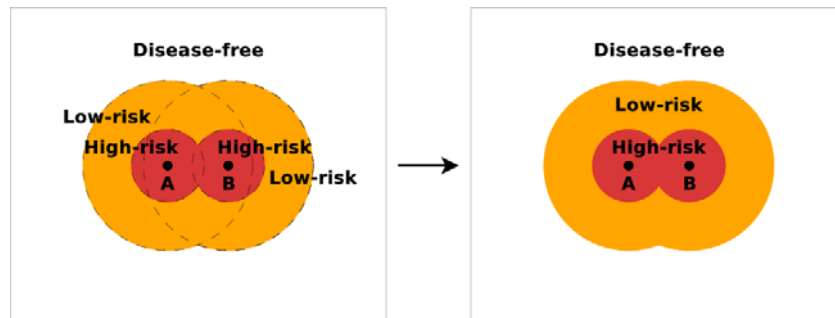 Disease-free
Low-risk
High-risk High-risk
A B
Low-risk
Disease-free
Low-risk
High-risk
A B